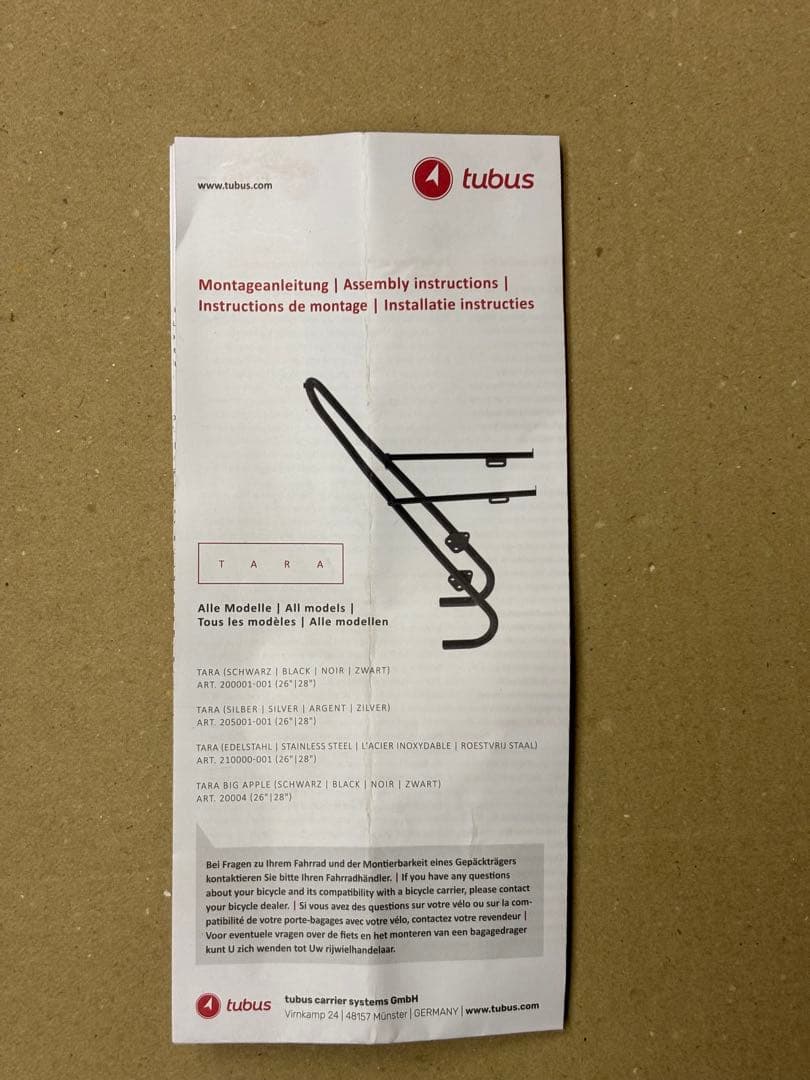 www.tubus.com
tubus
Montageanleitung | Assembly instructions |
Instructions de montage | Installatie instructies
TARA
Alle Modelle | All models |
Tous les modèles | Alle modellen
TARA (SCHWARZ | BLACK | NOIR | ZWART)
ART. 200001-001 (26"|28")
TARA (SILBER | SILVER | ARGENT | ZILVER)
ART. 205001-001 (26"|28")
TARA (EDELSTAHL | STAINLESS STEEL | L'ACIER INOXYDABLE | ROESTVRIJ STAAL)
ART. 210000-001 (26"|28")
TARA BIG APPLE (SCHWARZ | BLACK | NOIR | ZWART)
ART. 20004 (26"|28")
Bei Fragen zu Ihrem Fahrrad und der Montierbarkeit eines Gepäckträgers
kontaktieren Sie bitte Ihren Fahrradhändler. | If you have any questions
about your bicycle and its compatibility with a bicycle carrier, please contact
your bicycle dealer. | Si vous avez des questions sur votre vélo ou sur la com-
patibilité de votre porte-bagages avec votre vélo, contactez votre revendeur |
Voor eventuele vragen over de fiets en het monteren van een bagagedrager
kunt U zich wenden tot Uw rijwielhandelaar.
tubus
tubus carrier systems GmbH
Virnkamp 24 | 48157 Münster | GERMANY | www.tubus.com